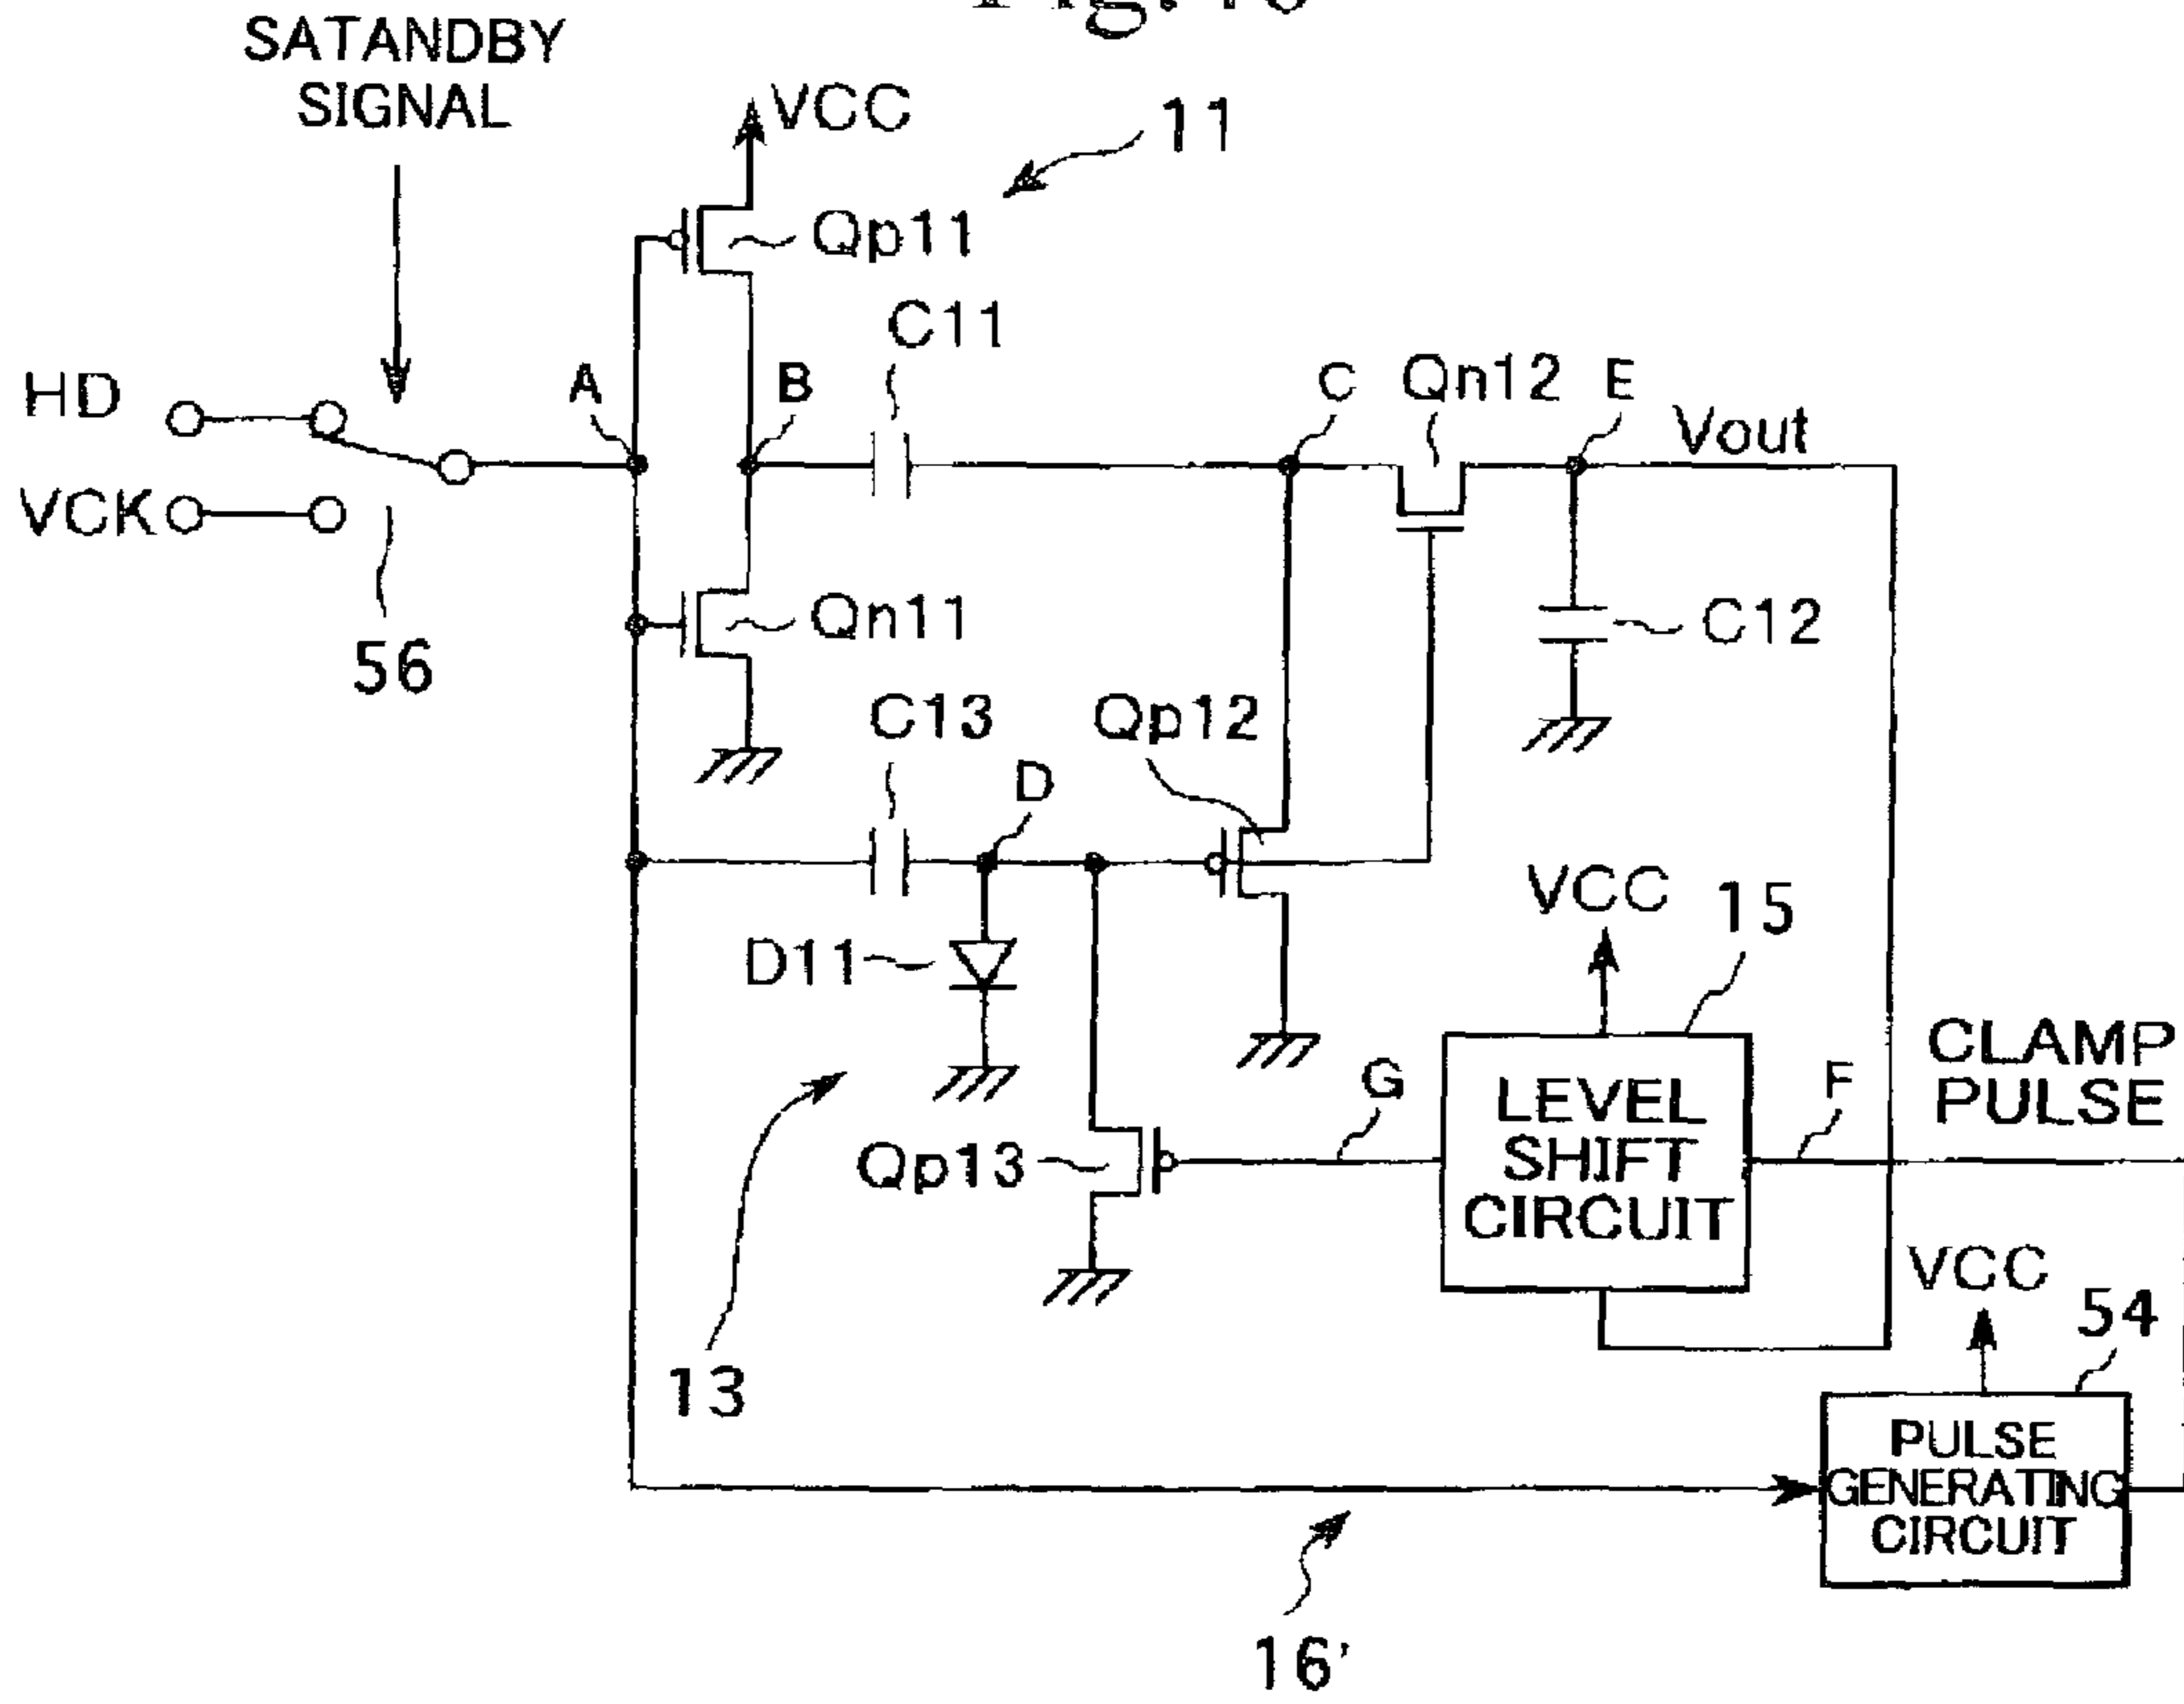 SATANDBY
SIGNAL
VCC
11
Qp11
C11
HD
A
B
C
Qn12
E
Vout
VCK
56
Qn11
C12
C13
Qp12
D
VCC
15
D11
CLAMP
PULSE
G
LEVEL
SHIFT
CIRCUIT
F
Qp13
VCC
54
13
PULSE
GENERATING
CIRCUIT
16'